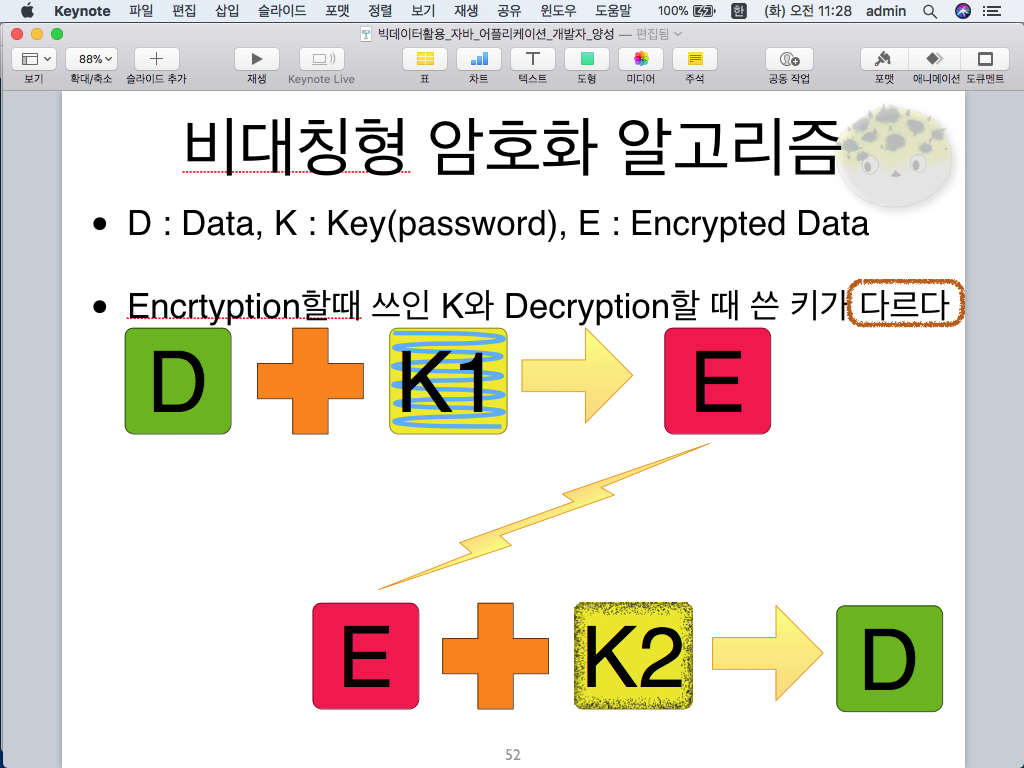 Keynote 파일 편집 삽입 슬라이드 포맷 정렬 보기 재생 공유 윈도우 도움말 100% 한 (화) 오전 11:28 admin
빅데이터활용_자바_어플리케이션_개발자_양성 — 편집됨
88%
보기 확대/축소 슬라이드 추가 재생 Keynote Live 표 차트 텍스트 도형 미디어 주석 공동 작업 포맷 애니메이션 도큐멘트
비대칭형 암호화 알고리즘
• D : Data, K : Key(password), E : Encrypted Data
• Encrtyption할때 쓰인 K와 Decryption할 때 쓴 키가 다르다
D K1 E
E K2 D
52